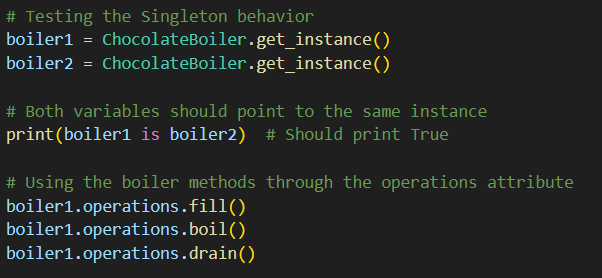 # Testing the Singleton behavior
boiler1 = ChocolateBoiler.get_instance()
boiler2 = ChocolateBoiler.get_instance()
# Both variables should point to the same instance
print(boiler1 is boiler2)  # Should print True
# Using the boiler methods through the operations attribute
boiler1.operations.fill()
boiler1.operations.boil()
boiler1.operations.drain()